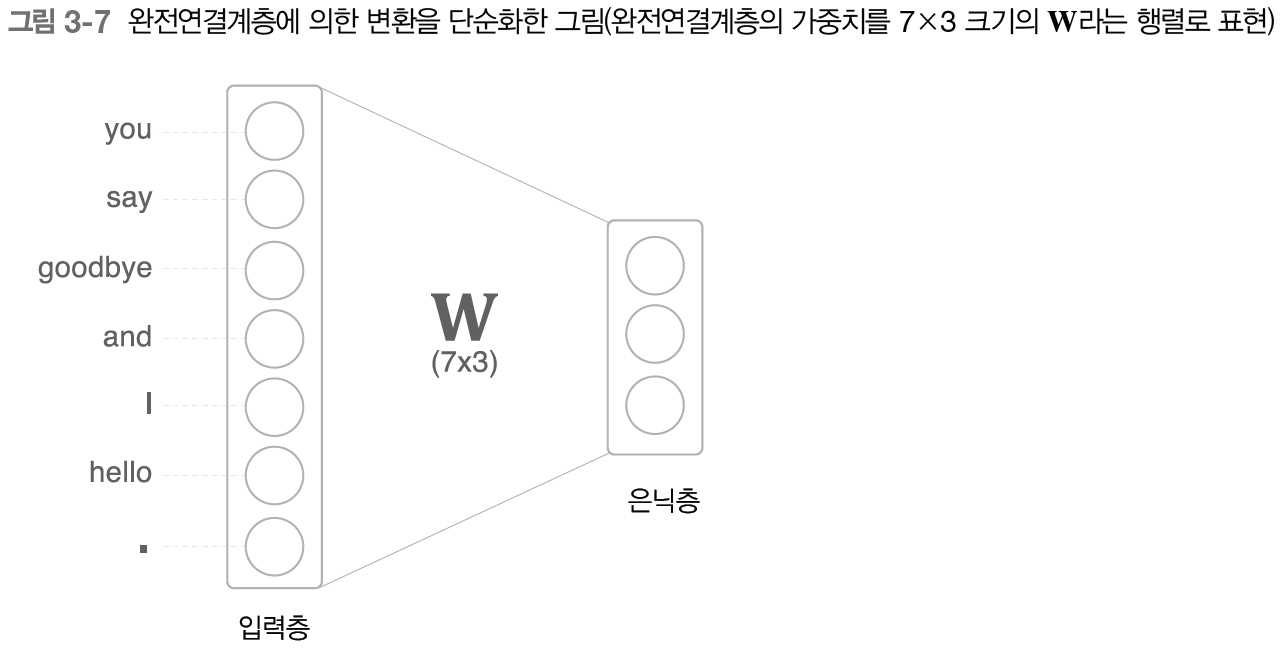 그림 3-7 완전연결계층에 의한 변환을 단순화한 그림(완전연결계층의 가중치를 7×3 크기의 W라는 행렬로 표현)
you
say
goodbye
and
I
hello
.
W
(7x3)
은닉층
입력층